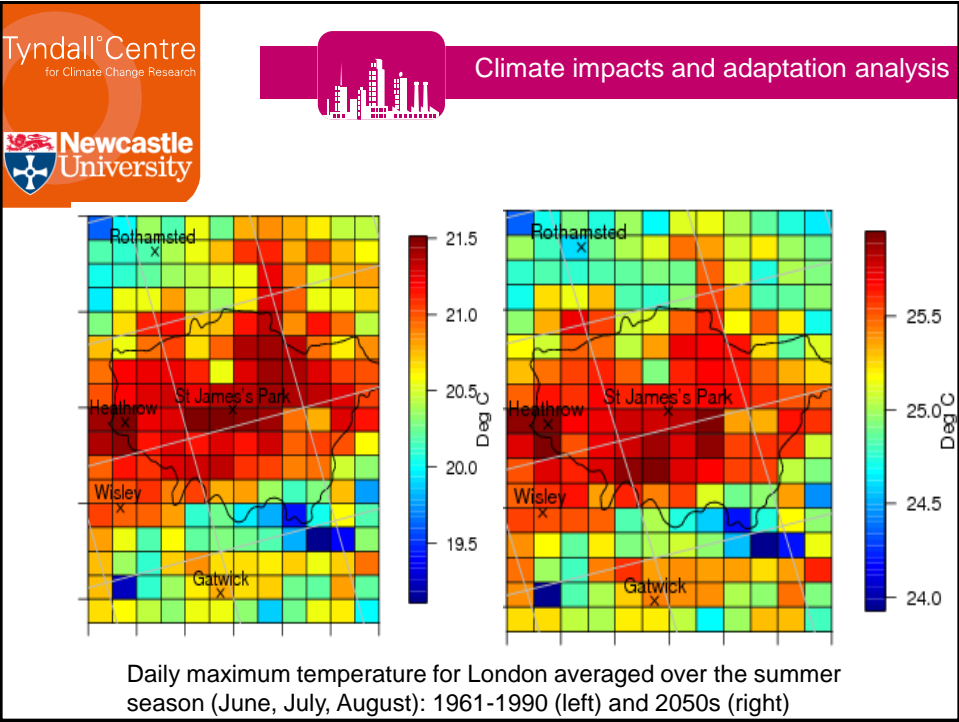 Tyndall°Centre
for Climate Change Research
Newcastle
University
Climate impacts and adaptation analysis
Rothamsted
St James's Park
Heathrow
Wisley
Gatwick
21.5
21.0
20.5
20.0
19.5
Deg C
Rothamsted
St James's Park
Heathrow
Wisley
Gatwick
25.5
25.0
24.5
24.0
Deg C
Daily maximum temperature for London averaged over the summer
season (June, July, August): 1961-1990 (left) and 2050s (right)